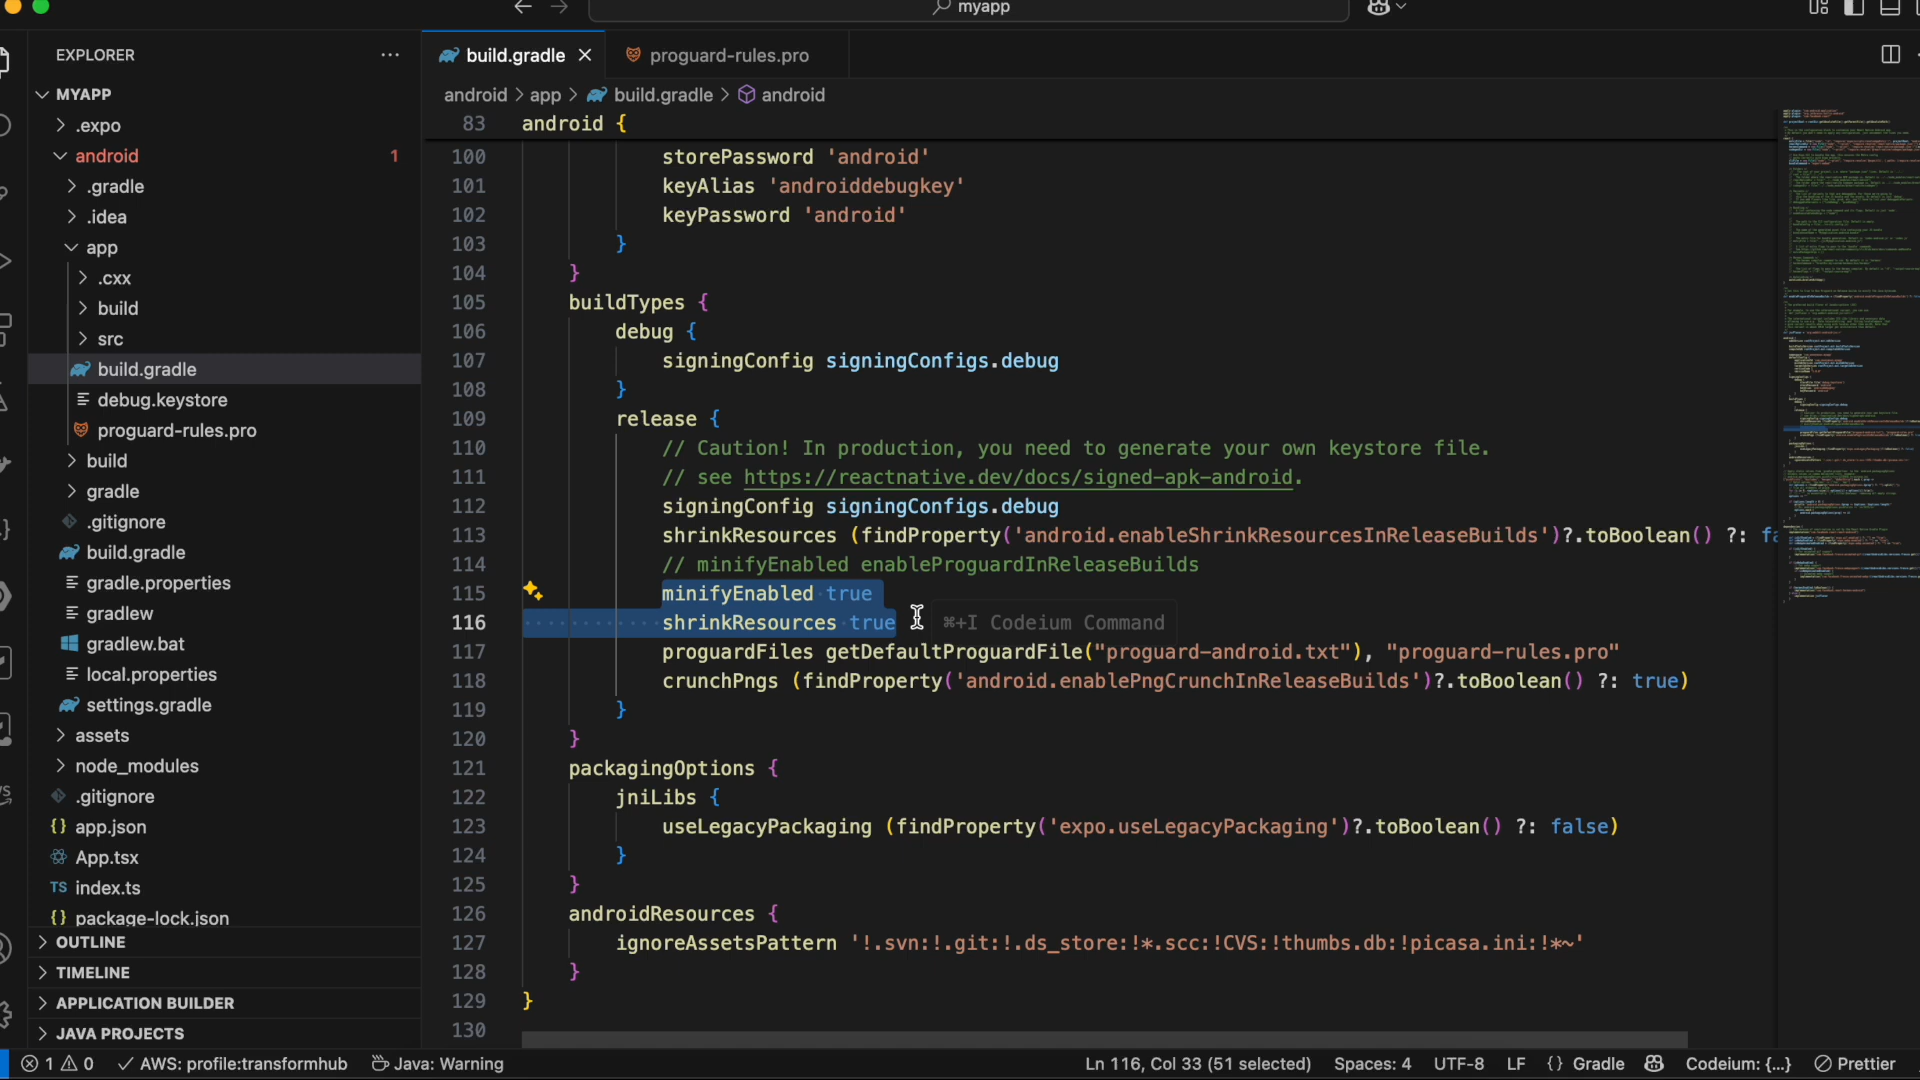 myapp
EXPLORER
build.gradle
proguard-rules.pro
MYAPP
android > app > build.gradle > android
.expo
83 android {
android 1
100 storePassword 'android'
.gradle
101 keyAlias 'androiddebugkey'
.idea
102 keyPassword 'android'
app
103 }
.cxx
104 }
build
105 buildTypes {
src
106 debug {
build.gradle
107 signingConfig signingConfigs.debug
debug.keystore
108 }
proguard-rules.pro
109 release {
build
110 // Caution! In production, you need to generate your own keystore file.
gradle
111 // see https://reactnative.dev/docs/signed-apk-android.
.gitignore
112 signingConfig signingConfigs.debug
build.gradle
113 shrinkResources (findProperty('android.enableShrinkResourcesInReleaseBuilds')?.toBoolean() ?: fa
gradle.properties
114 // minifyEnabled enableProguardInReleaseBuilds
gradlew
115 minifyEnabled true
116 shrinkResources true ⌘+I Codeium Command
gradlew.bat
117 proguardFiles getDefaultProguardFile("proguard-android.txt"), "proguard-rules.pro"
local.properties
118 crunchPngs (findProperty('android.enablePngCrunchInReleaseBuilds')?.toBoolean() ?: true)
settings.gradle
119 }
assets
120 }
node_modules
121 packagingOptions {
.gitignore
122 jniLibs {
app.json
123 useLegacyPackaging (findProperty('expo.useLegacyPackaging')?.toBoolean() ?: false)
App.tsx
124 }
TS index.ts
125 }
package-lock.json
126 androidResources {
OUTLINE
127 ignoreAssetsPattern '!.svn:!.git:!.ds_store:!*.scc:!CVS:!thumbs.db:!picasa.ini:!*~'
TIMELINE
128 }
APPLICATION BUILDER
129 }
JAVA PROJECTS
130
1 0 AWS: profile:transformhub Java: Warning Ln 116, Col 33 (51 selected) Spaces: 4 UTF-8 LF {} Gradle Codeium: {...} Prettier